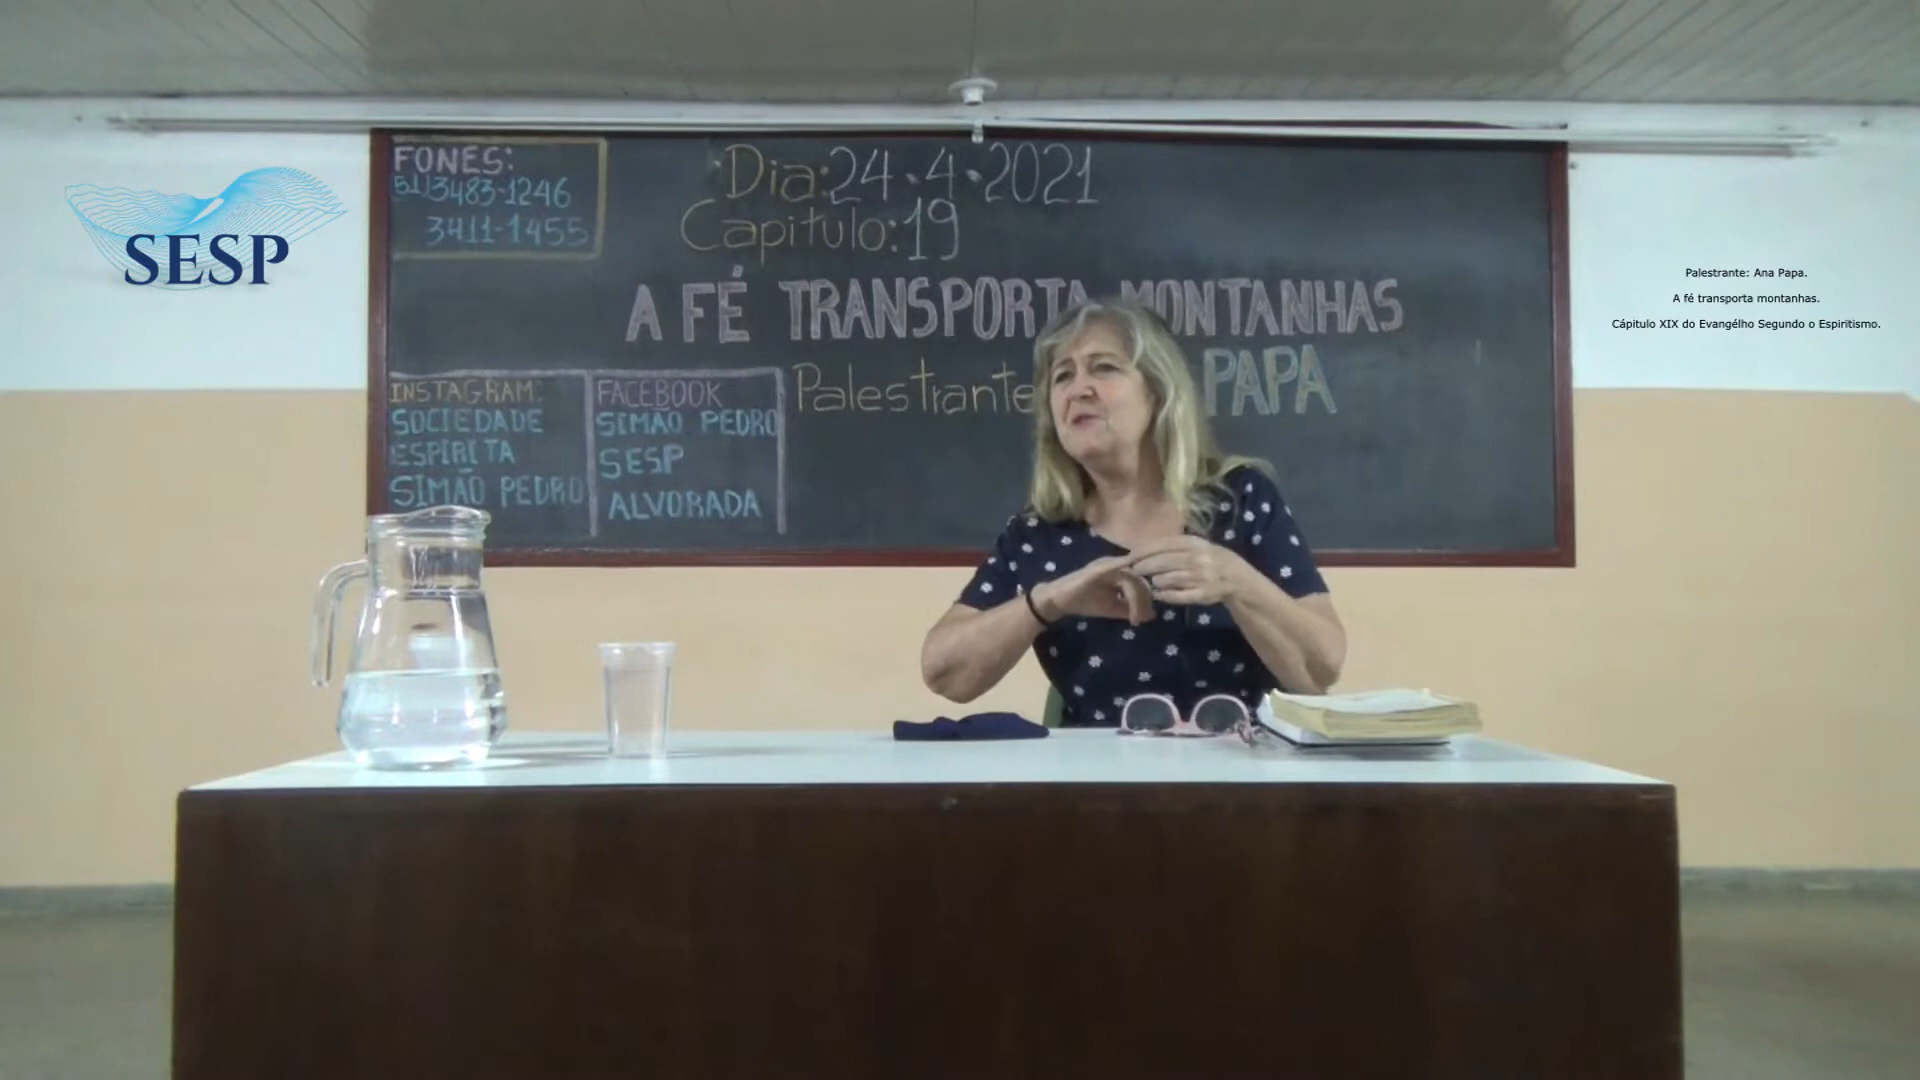 FONES:
51)3483-1246
3411-1455
Dia:24.4.2021
Capitulo:19
A FÉ TRANSPORTA MONTANHAS
Palestrante PAPA
INSTAGRAM:
SOCIEDADE
ESPIRITA
SIMÃO PEDRO
FACEBOOK
SIMÃO PEDRO
SESP
ALVORADA
SESP
Palestrante: Ana Papa.
A fé transporta montanhas.
Cápitulo XIX do Evangélho Segundo o Espiritismo.